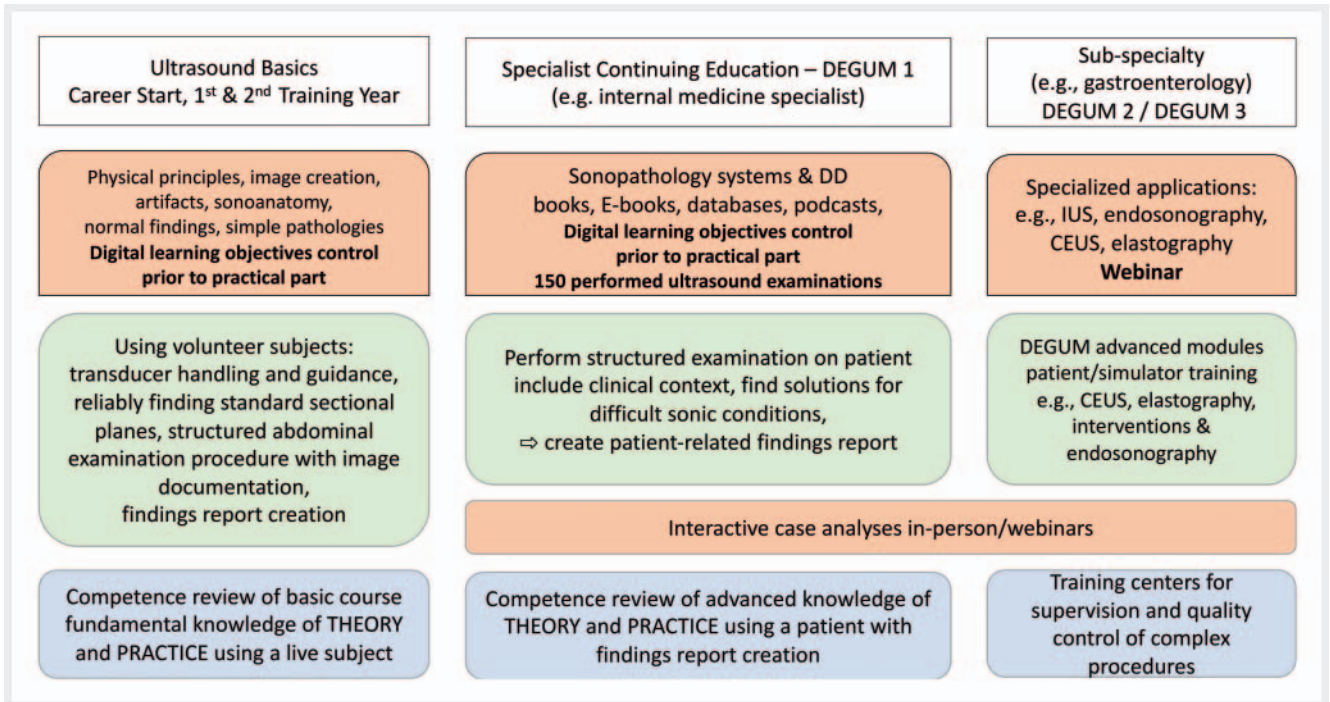 Ultrasound Basics
Career Start, 1st & 2nd Training Year
Physical principles, image creation,
artifacts, sonoanatomy,
normal findings, simple pathologies
Digital learning objectives control
prior to practical part
Using volunteer subjects:
transducer handling and guidance,
reliably finding standard sectional
planes, structured abdominal
examination procedure with image
documentation,
findings report creation
Competence review of basic course
fundamental knowledge of THEORY
and PRACTICE using a live subject
Specialist Continuing Education – DEGUM 1
(e.g. internal medicine specialist)
Sonopathology systems & DD
books, E-books, databases, podcasts,
Digital learning objectives control
prior to practical part
150 performed ultrasound examinations
Perform structured examination on patient
include clinical context, find solutions for
difficult sonic conditions,
⇨ create patient-related findings report
Interactive case analyses in-person/webinars
Competence review of advanced knowledge of
THEORY and PRACTICE using a patient with
findings report creation
Sub-specialty
(e.g., gastroenterology)
DEGUM 2 / DEGUM 3
Specialized applications:
e.g., IUS, endosonography,
CEUS, elastography
Webinar
DEGUM advanced modules
patient/simulator training
e.g., CEUS, elastography,
interventions &
endosonography
Training centers for
supervision and quality
control of complex
procedures